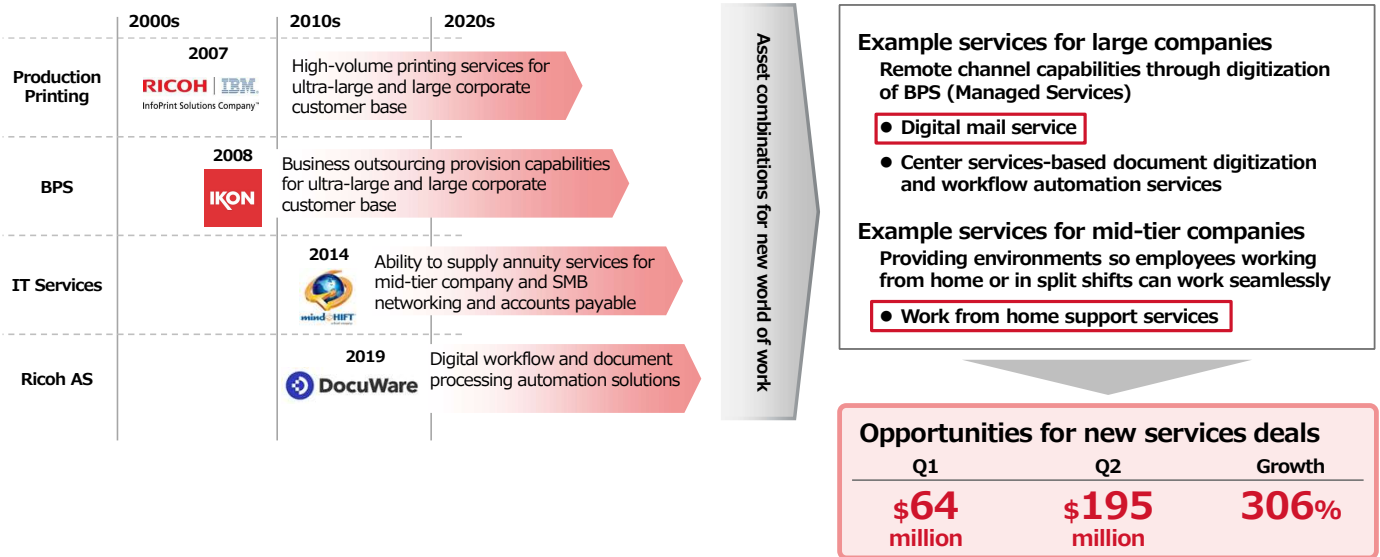 2000s
2010s
2020s
Production
Printing
2007
RICOH IBM.
InfoPrint Solutions Company™
High-volume printing services for
ultra-large and large corporate
customer base
BPS
2008
IKON
Business outsourcing provision capabilities
for ultra-large and large corporate
customer base
IT Services
2014
mindSHIFT
Ability to supply annuity services for
mid-tier company and SMB
networking and accounts payable
Ricoh AS
2019
DocuWare
Digital workflow and document
processing automation solutions
Asset combinations for new world of work
Example services for large companies
Remote channel capabilities through digitization
of BPS (Managed Services)
● Digital mail service
● Center services-based document digitization
and workflow automation services
Example services for mid-tier companies
Providing environments so employees working
from home or in split shifts can work seamlessly
● Work from home support services
Opportunities for new services deals
Q1 Q2 Growth
$64 $195 306%
million million